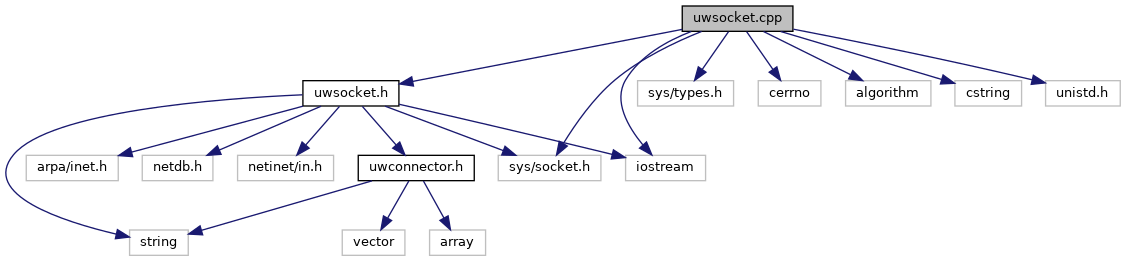 uwsocket.cpp
uwsocket.h
sys/types.h
cerrno
algorithm
cstring
unistd.h
arpa/inet.h
netdb.h
netinet/in.h
uwconnector.h
sys/socket.h
iostream
string
vector
array